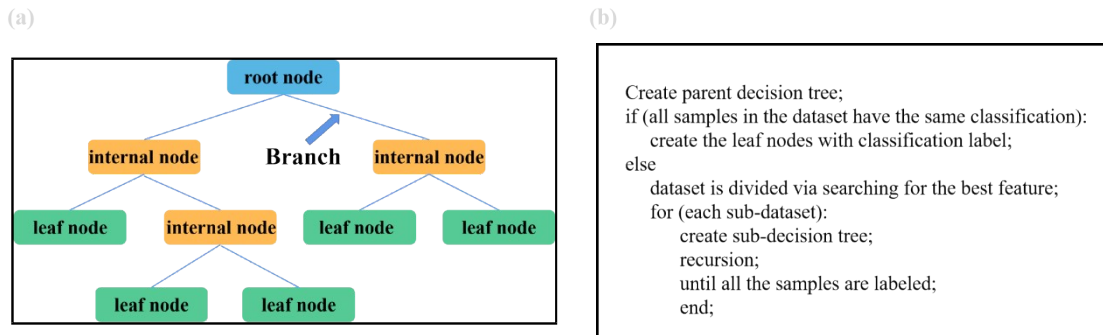 (a)
root node
internal node
Branch
internal node
leaf node
internal node
leaf node
leaf node
leaf node
leaf node
(b)
Create parent decision tree;
if (all samples in the dataset have the same classification):
create the leaf nodes with classification label;
else
dataset is divided via searching for the best feature;
for (each sub-dataset):
create sub-decision tree;
recursion;
until all the samples are labeled;
end;